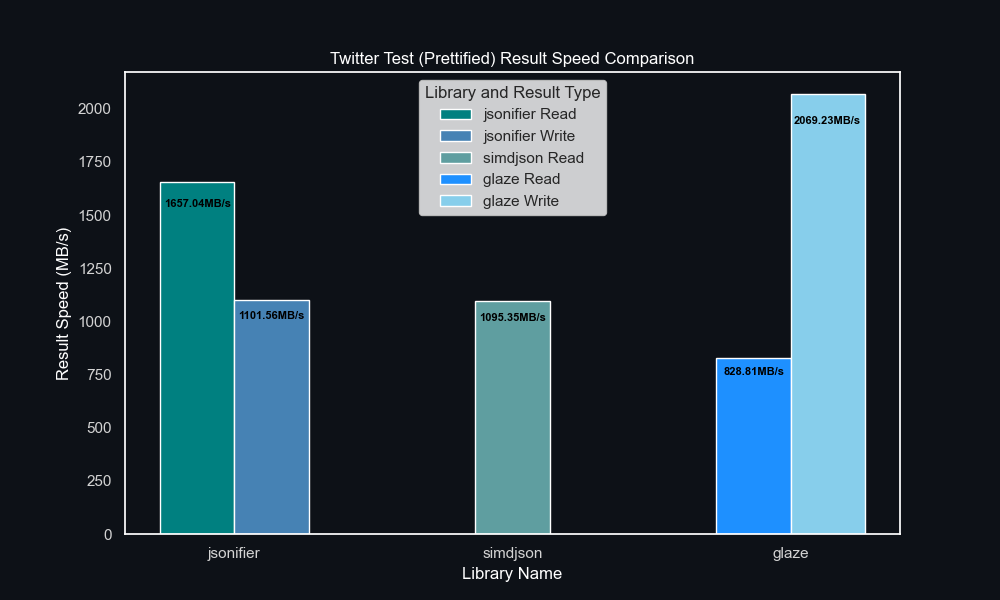 Twitter Test (Prettified) Result Speed Comparison
Library and Result Type
jsonifier Read
jsonifier Write
simdjson Read
glaze Read
glaze Write
Result Speed (MB/s)
2000
1750
1500
1250
1000
750
500
250
0
1657.04MB/s
1101.56MB/s
1095.35MB/s
828.81MB/s
2069.23MB/s
jsonifier
simdjson
glaze
Library Name